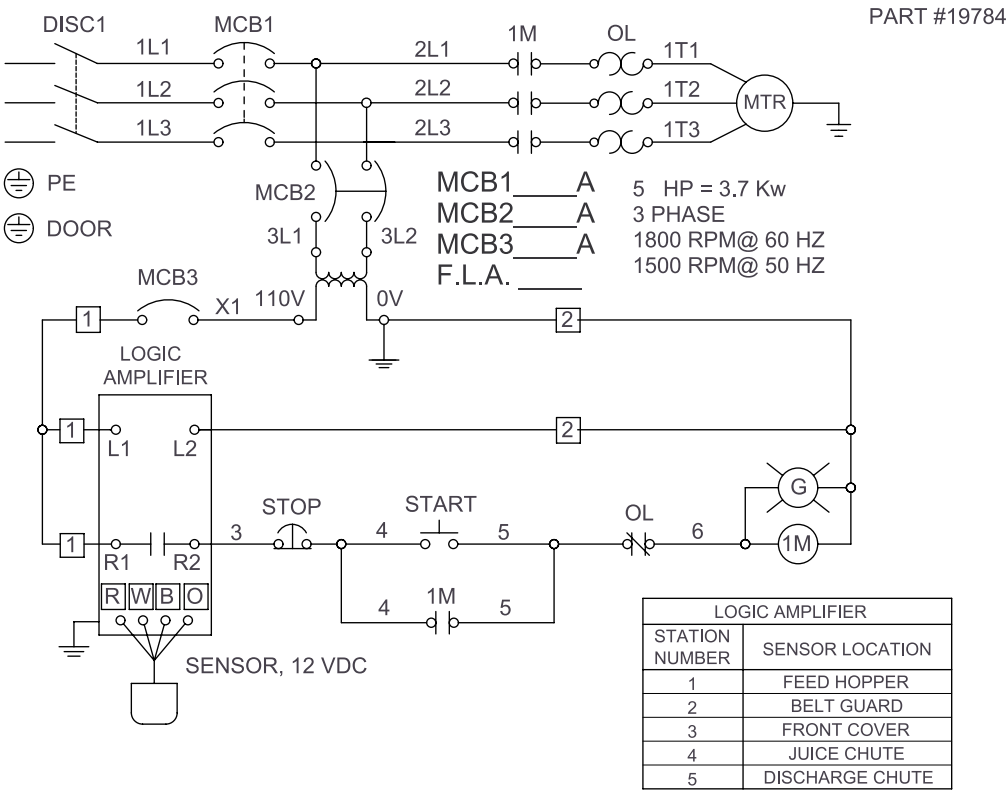 PART #19784
DISC1 MCB1 1M OL
1L1 2L1 1T1
1L2 2L2 1T2
MTR
1L3 2L3 1T3
PE
DOOR
MCB2
3L1 3L2
MCB1____A
MCB2____A
MCB3____A
F.L.A. ____
5 HP = 3.7 Kw
3 PHASE
1800 RPM@ 60 HZ
1500 RPM@ 50 HZ
MCB3
1 X1 110V 0V 2
LOGIC
AMPLIFIER
1 L1 L2 2
G
STOP START OL
1 R1 R2 3 4 5 6 1M
1M
4 5
R W B O
SENSOR, 12 VDC
LOGIC AMPLIFIER
STATION NUMBER SENSOR LOCATION
1 FEED HOPPER
2 BELT GUARD
3 FRONT COVER
4 JUICE CHUTE
5 DISCHARGE CHUTE